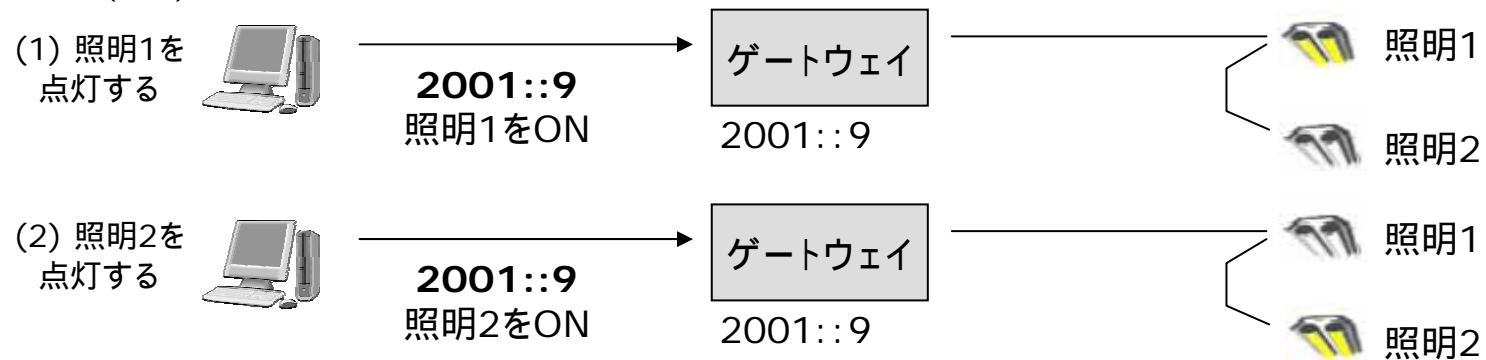 (1) 照明1を
点灯する
2001::9
照明1をON
ゲートウェイ
2001::9
照明1
照明2
(2) 照明2を
点灯する
2001::9
照明2をON
ゲートウェイ
2001::9
照明1
照明2